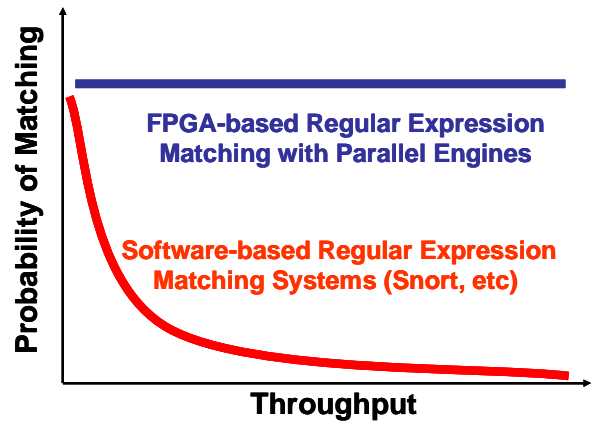 Probability of Matching
FPGA-based Regular Expression
Matching with Parallel Engines
Software-based Regular Expression
Matching Systems (Snort, etc)
Throughput